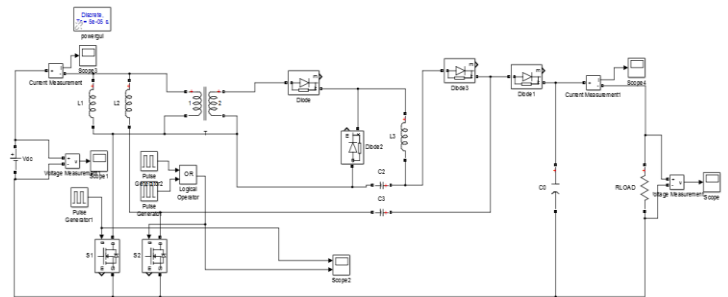 Discrete,
Ts = 5e-05 s.
powergui
Scope3
Current Measurement
L1
L2
1
2
T
Diode
Diode2
L3
Diode3
Diode1
Current Measurement1
Scope4
Vdc
Voltage Measurement1
Scope1
Pulse
Generator2
OR
Logical
Operator
Pulse
Generator
Pulse
Generator1
C2
C3
C0
RLOAD
Voltage Measurement
Scope
S1
S2
Scope2